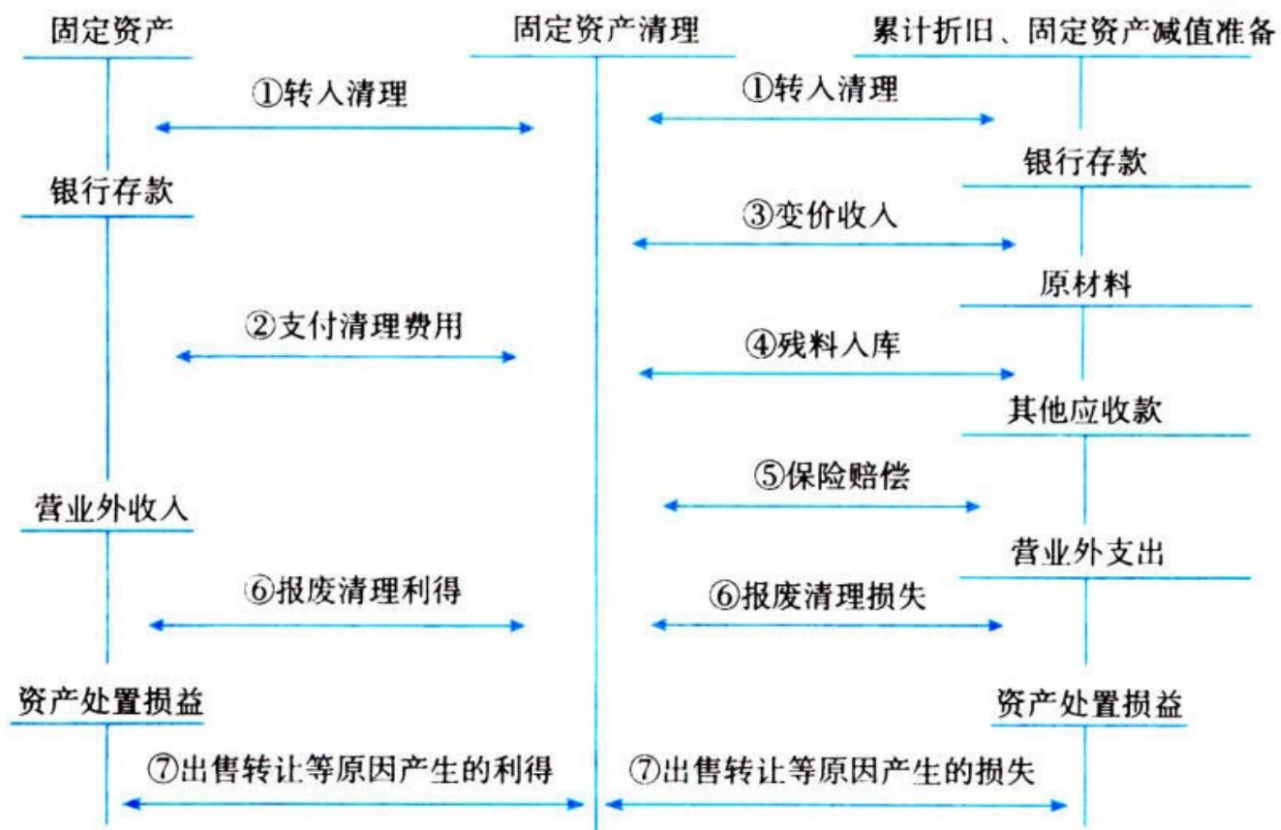 固定资产
固定资产清理
累计折旧、固定资产减值准备
①转入清理
①转入清理
银行存款
银行存款
③变价收入
原材料
②支付清理费用
④残料入库
其他应收款
⑤保险赔偿
营业外收入
营业外支出
⑥报废清理利得
⑥报废清理损失
资产处置损益
资产处置损益
⑦出售转让等原因产生的利得
⑦出售转让等原因产生的损失